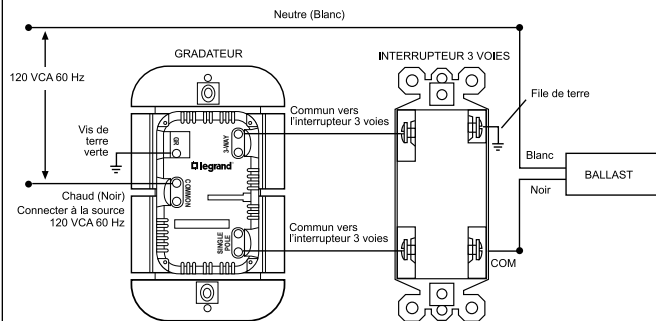 Neutre (Blanc)
GRADATEUR
INTERRUPTEUR 3 VOIES
120 VCA 60 Hz
Commun vers
l'interrupteur 3 voies
File de terre
Vis de
terre
verte
GR
3-WAY
legrand
Blanc
BALLAST
Noir
Chaud (Noir)
Connecter à la source
120 VCA 60 Hz
COMMON
SINGLE
POLE
Commun vers
l'interrupteur 3 voies
COM